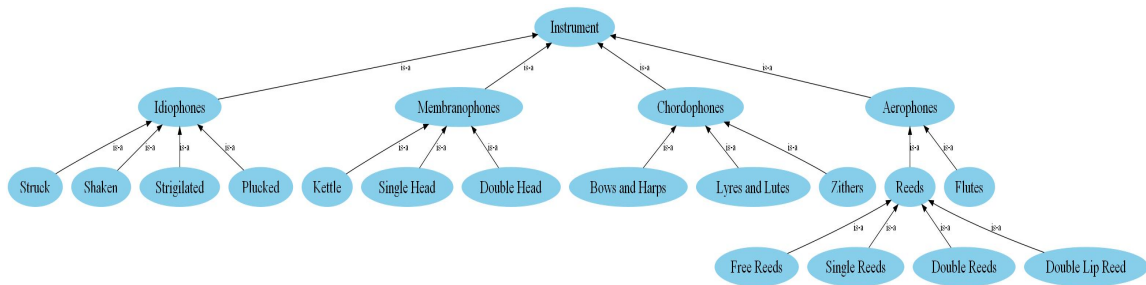 Instrument
is-a
is-a
is-a
is-a
Idiophones
Membranophones
Chordophones
Aerophones
is-a
is-a
is-a
is-a
is-a
is-a
is-a
is-a
is-a
is-a
is-a
is-a
Struck
Shaken
Strigilated
Plucked
Kettle
Single Head
Double Head
Bows and Harps
Lyres and Lutes
Zithers
Reeds
Flutes
is-a
is-a
is-a
is-a
Free Reeds
Single Reeds
Double Reeds
Double Lip Reed